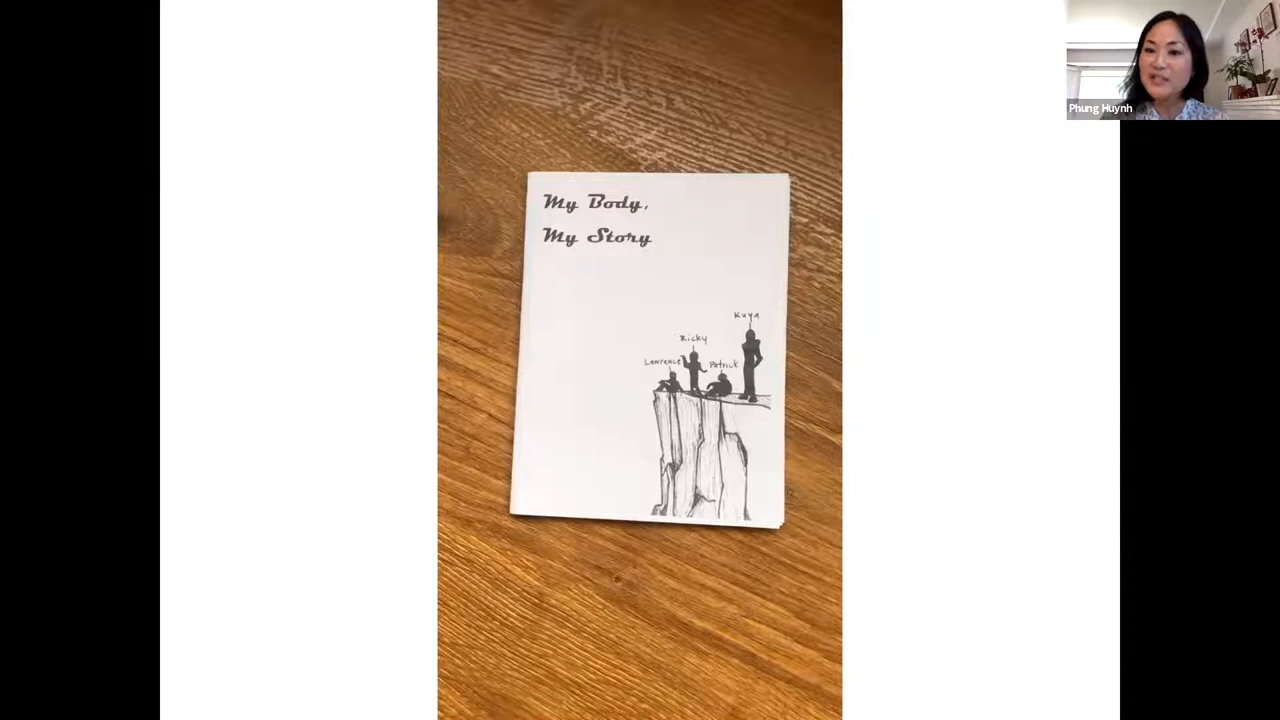 My Body,
My Story
Kuya
Ricky
Lawrence
Patrick
Phung Huynh